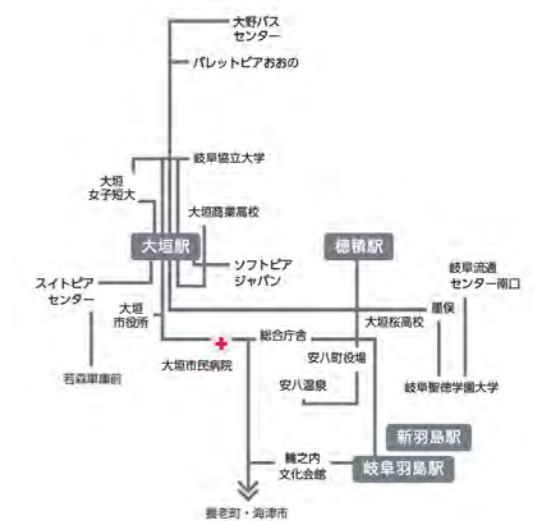 大野バス
センター
パレットピアおおの
岐阜協立大学
大垣
女子短大
大垣商業高校
大垣駅
穂積駅
ソフトピア
ジャパン
岐阜流通
センター南口
スイトピア
センター
大垣
市役所
墨俣
大垣桜高校
総合庁舎
大垣市民病院
安八町役場
若森車庫前
安八温泉
岐阜聖徳学園大学
新羽島駅
岐阜羽島駅
輪之内
文化会館
養老町・海津市